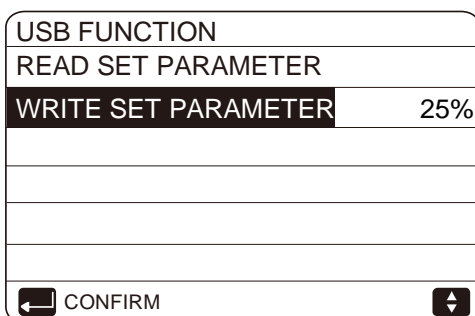 USB FUNCTION
READ SET PARAMETER
WRITE SET PARAMETER 25%
CONFIRM